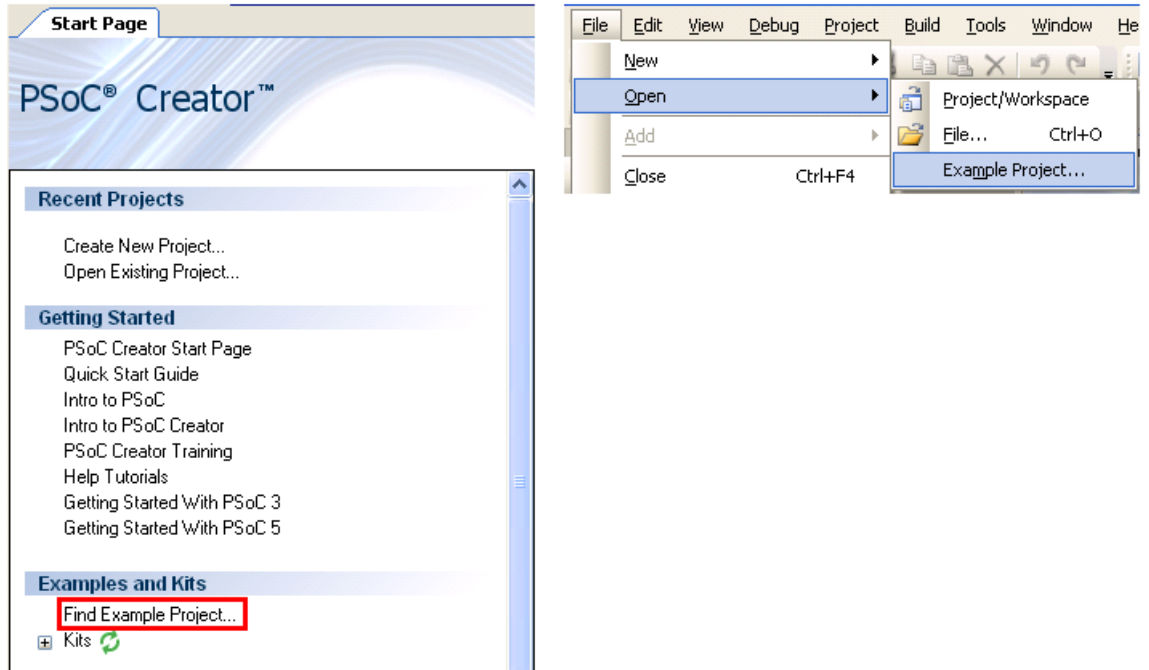 Start Page
PSoC® Creator™
Recent Projects
Create New Project...
Open Existing Project...
Getting Started
PSoC Creator Start Page
Quick Start Guide
Intro to PSoC
Intro to PSoC Creator
PSoC Creator Training
Help Tutorials
Getting Started With PSoC 3
Getting Started With PSoC 5
Examples and Kits
Find Example Project...
Kits
File Edit View Debug Project Build Tools Window He
New
Open
Add
Close Ctrl+F4
Project/Workspace
File... Ctrl+O
Example Project...